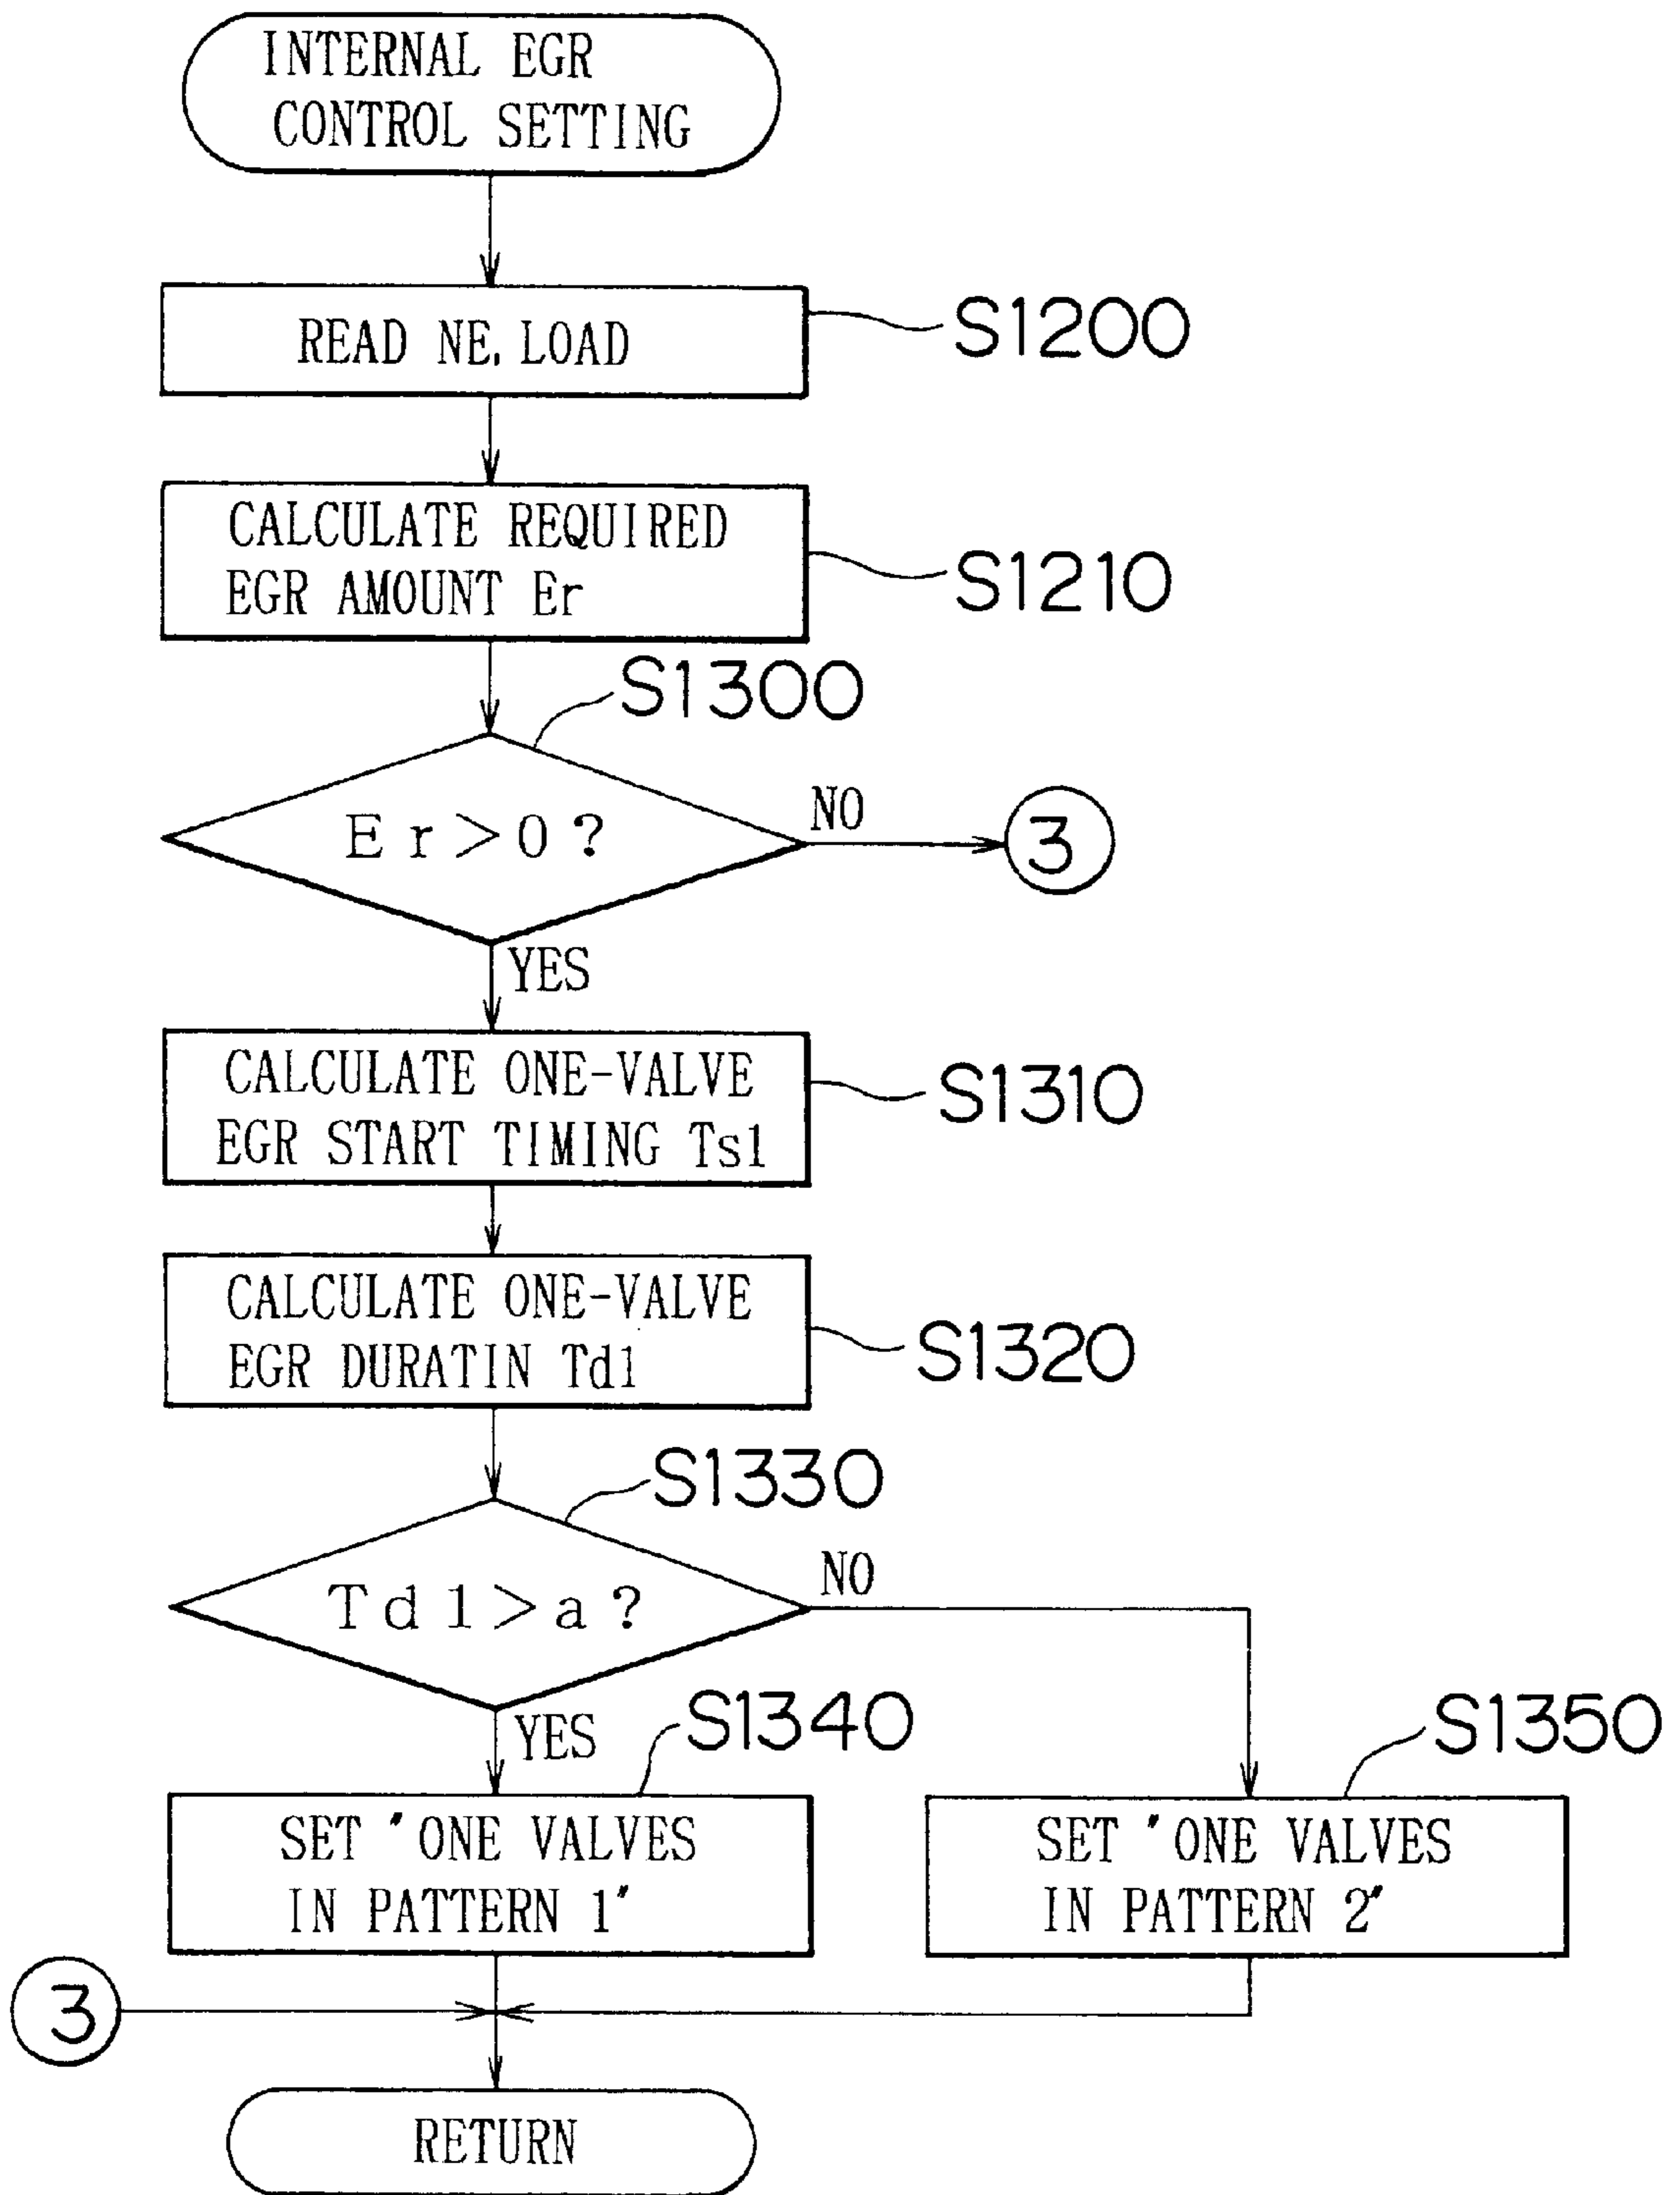 INTERNAL EGR
CONTROL SETTING
READ NE, LOAD
S1200
CALCULATE REQUIRED
EGR AMOUNT Er
S1210
S1300
Er>0?
NO
3
YES
CALCULATE ONE-VALVE
EGR START TIMING Ts1
S1310
CALCULATE ONE-VALVE
EGR DURATIN Td1
S1320
S1330
Td1>a?
NO
YES
S1340
S1350
SET "ONE VALVES
IN PATTERN 1"
SET "ONE VALVES
IN PATTERN 2"
3
RETURN